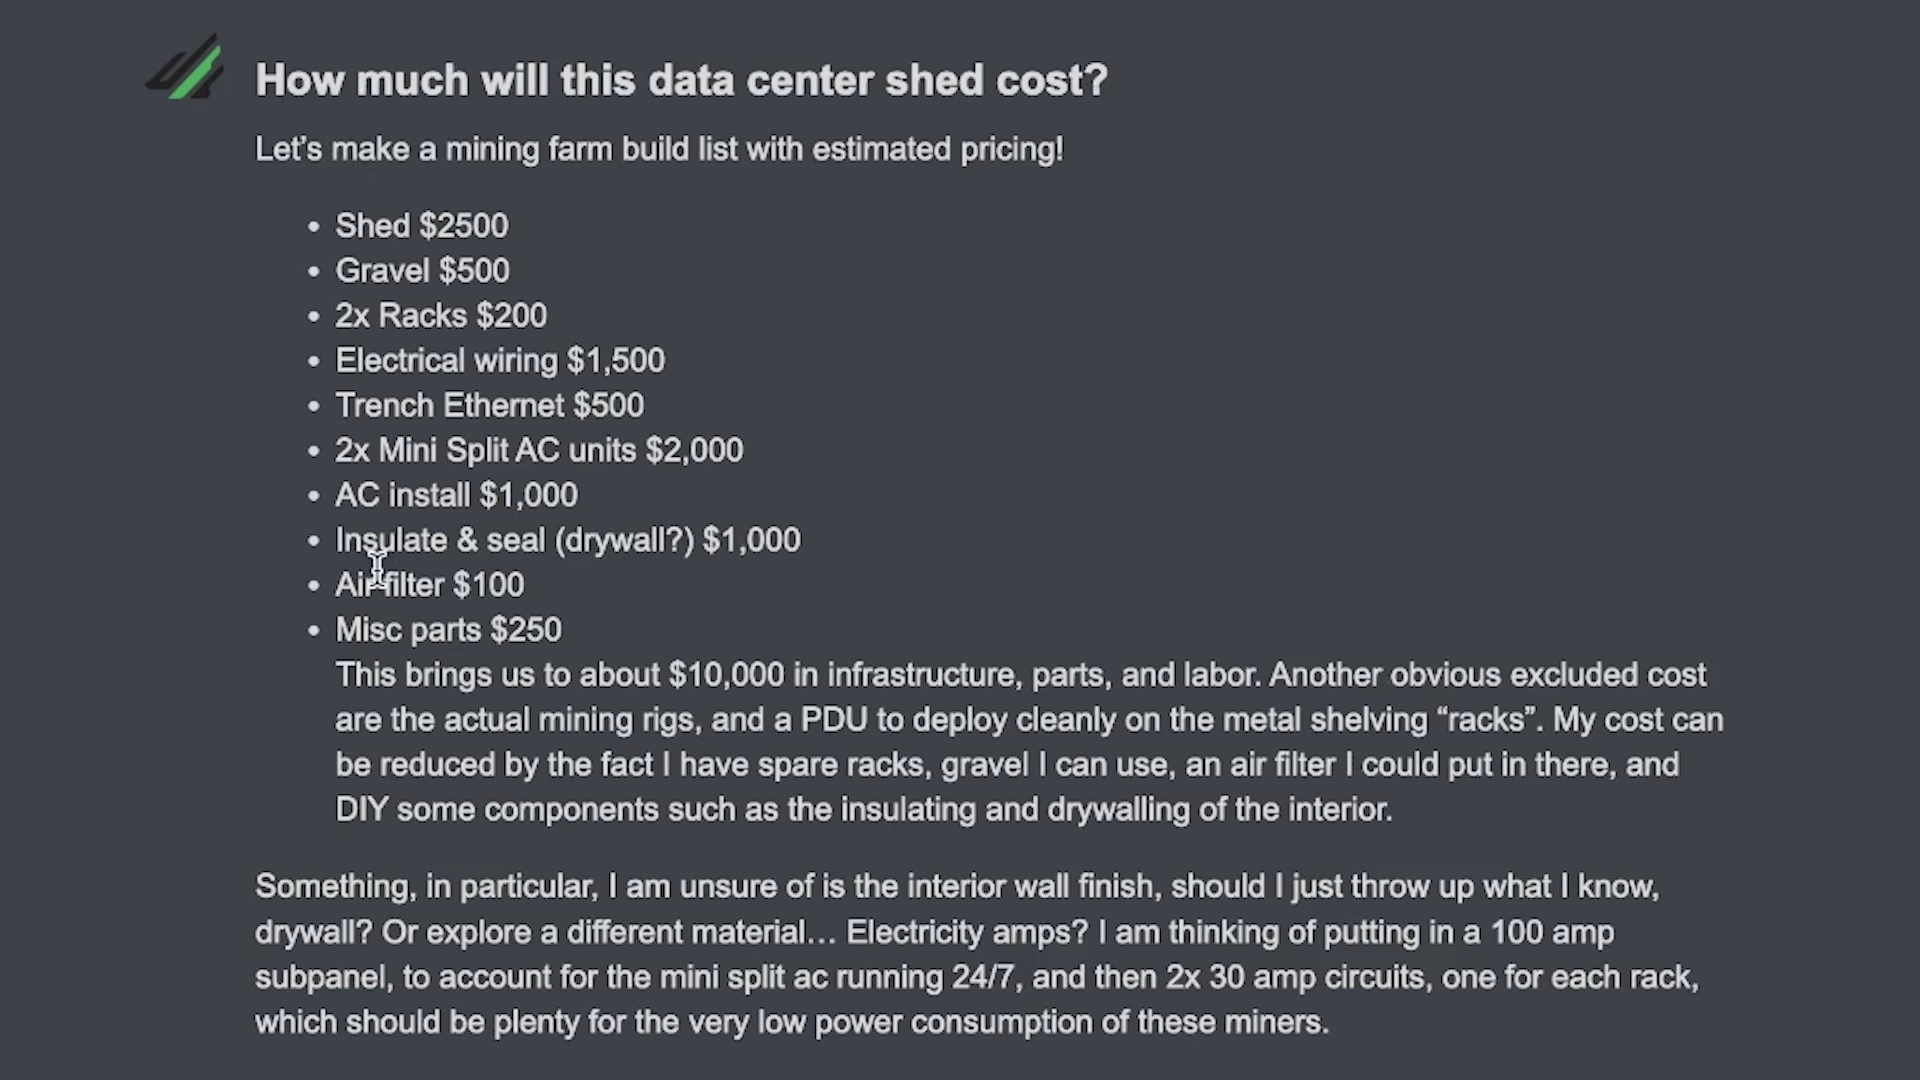 How much will this data center shed cost?
Let's make a mining farm build list with estimated pricing!
• Shed $2500
• Gravel $500
• 2x Racks $200
• Electrical wiring $1,500
• Trench Ethernet $500
• 2x Mini Split AC units $2,000
• AC install $1,000
• Insulate & seal (drywall?) $1,000
• Air filter $100
• Misc parts $250
This brings us to about $10,000 in infrastructure, parts, and labor. Another obvious excluded cost
are the actual mining rigs, and a PDU to deploy cleanly on the metal shelving “racks”. My cost can
be reduced by the fact I have spare racks, gravel I can use, an air filter I could put in there, and
DIY some components such as the insulating and drywalling of the interior.
Something, in particular, I am unsure of is the interior wall finish, should I just throw up what I know,
drywall? Or explore a different material… Electricity amps? I am thinking of putting in a 100 amp
subpanel, to account for the mini split ac running 24/7, and then 2x 30 amp circuits, one for each rack,
which should be plenty for the very low power consumption of these miners.